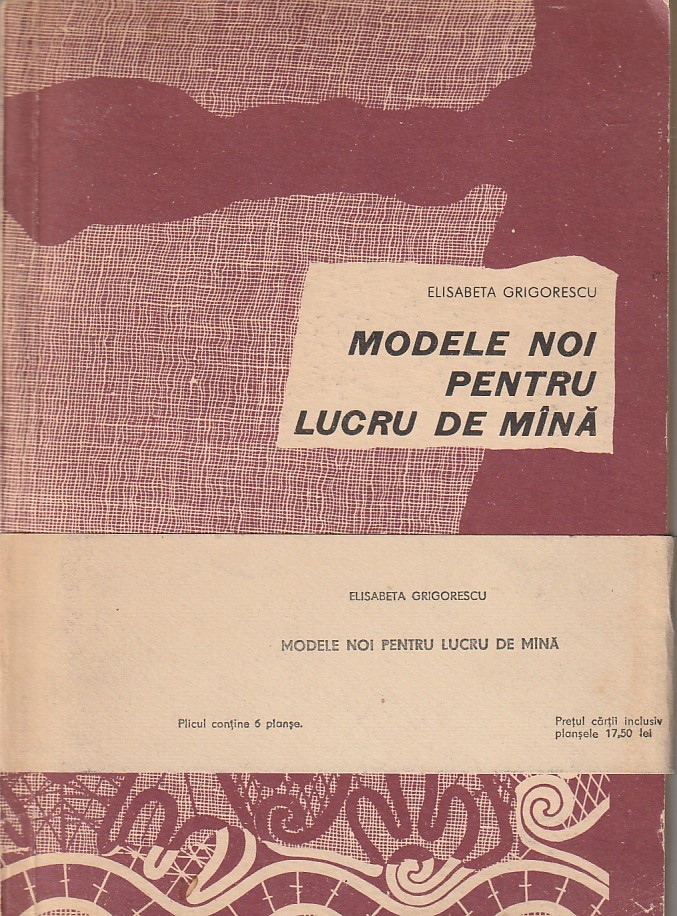 ELISABETA GRIGORESCU
MODELE NOI
PENTRU
LUCRU DE MÎNĂ
ELISABETA GRIGORESCU
MODELE NOI PENTRU LUCRU DE MÎNĂ
Plicul conține 6 planșe.
Prețul cărții inclusiv
planșele 17,50 lei